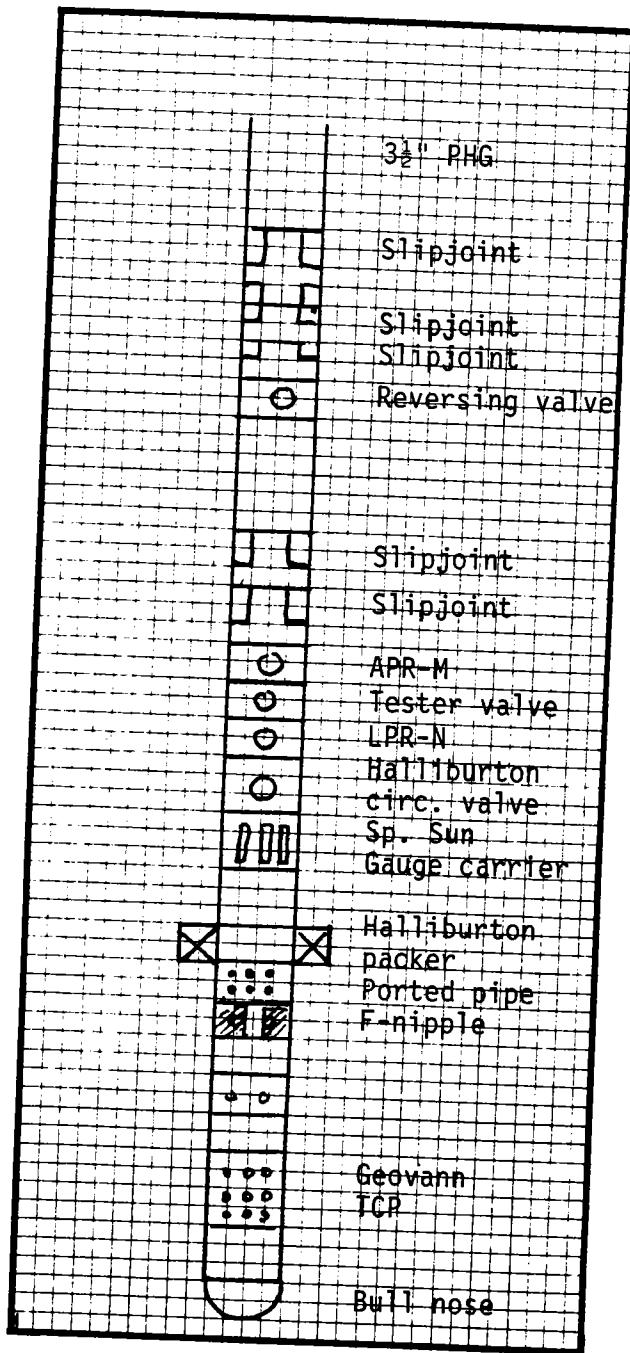 3½" PHG
Slipjoint
Slipjoint
Slipjoint
Reversing valve
Slipjoint
Slipjoint
APR-M
Tester valve
LPR-N
Halliburton
circ. valve
Sp. Sun
Gauge carrier
Halliburton
packer
Ported pipe
F-nipple
Geovann
TCP
Bull nose